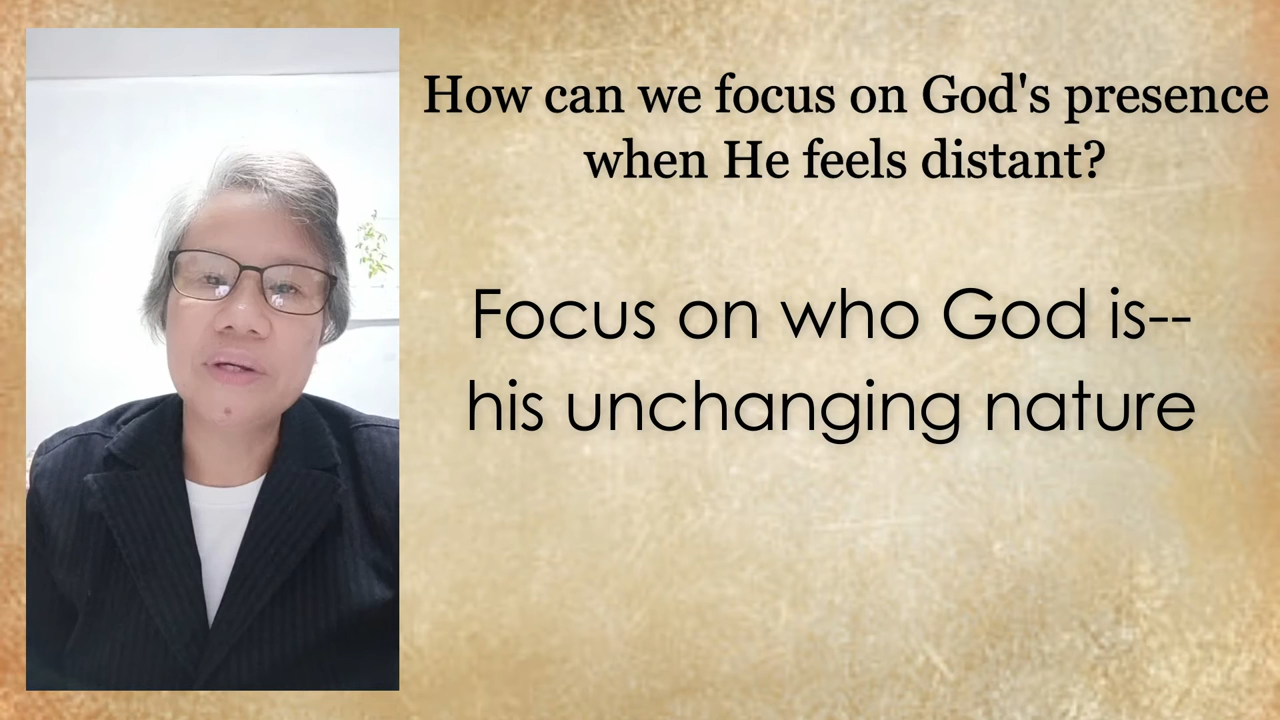 How can we focus on God's presence
when He feels distant?
Focus on who God is--
his unchanging nature